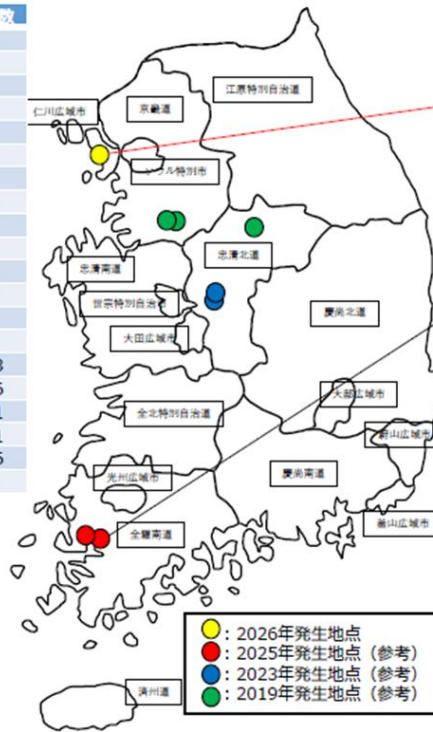 数
江原特別自治道
京畿道
仁川広域市
ソウル特別市
忠清北道
忠清南道
世宗特別自治市
慶尚北道
大田広域市
3
6
大邱広域市
1
全北特別自治道
1
蔚山広域市
6
慶尚南道
光州広域市
釜山広域市
全羅南道
:2026年発生地点
:2025年発生地点(参考)
:2023年発生地点(参考)
:2019年発生地点(参考)
済州道